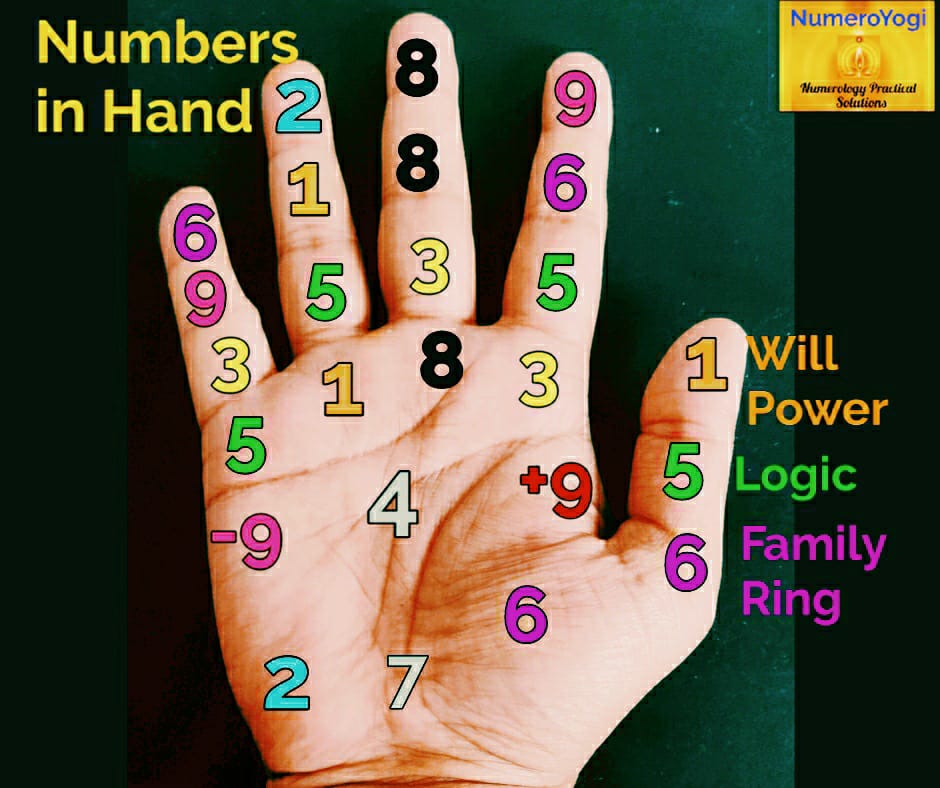 Numbers
in Hand
NumeroYogi
Numerology Practical
Solutions
8
2
9
8
1
6
6
9
3
5
5
3
1
8
3
1
Will
Power
5
5
Logic
4
+9
-9
6
Family
Ring
6
2
7